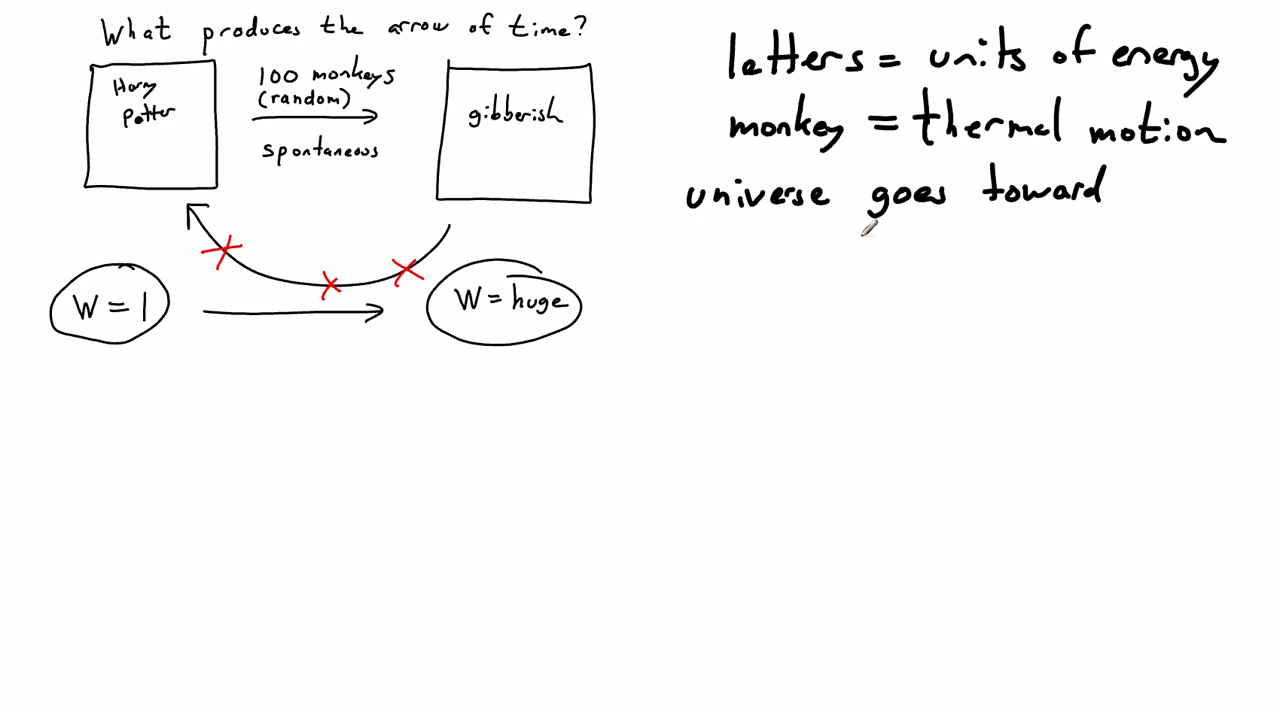 What produces the arrow of time?
Harry
Potter
100 monkeys
(random)
spontaneous
gibberish
W = 1
W = huge
letters = units of energy
monkey = thermal motion
universe goes toward